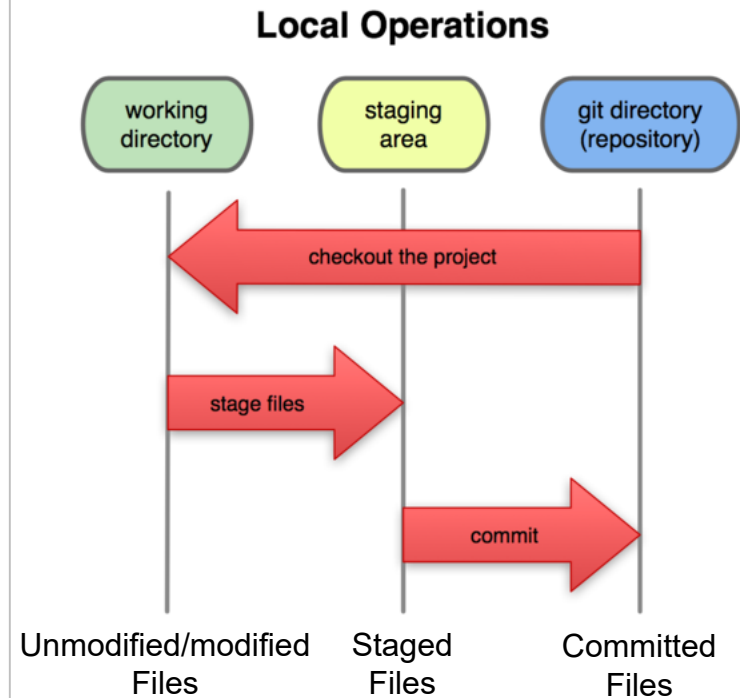 Local Operations
working
directory
staging
area
git directory
(repository)
checkout the project
stage files
commit
Unmodified/modified
Files
Staged
Files
Committed
Files